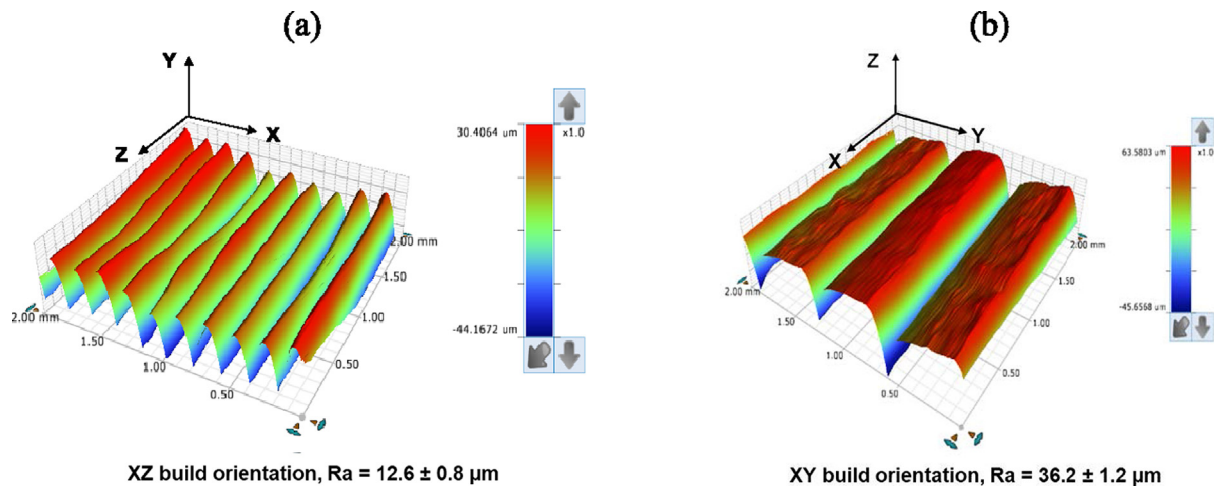 (a)
Y
X
Z
30.4064 um
x1.0
-44.1672 um
2.00 mm
1.50
1.00
0.50
2.00 mm
1.50
1.00
0.50
XZ build orientation, Ra = 12.6 ± 0.8 μm
(b)
Z
Y
X
63.5803 um
x1.0
-45.6568 um
2.00 mm
1.50
1.00
0.50
2.00 mm
1.50
1.00
0.50
XY build orientation, Ra = 36.2 ± 1.2 μm